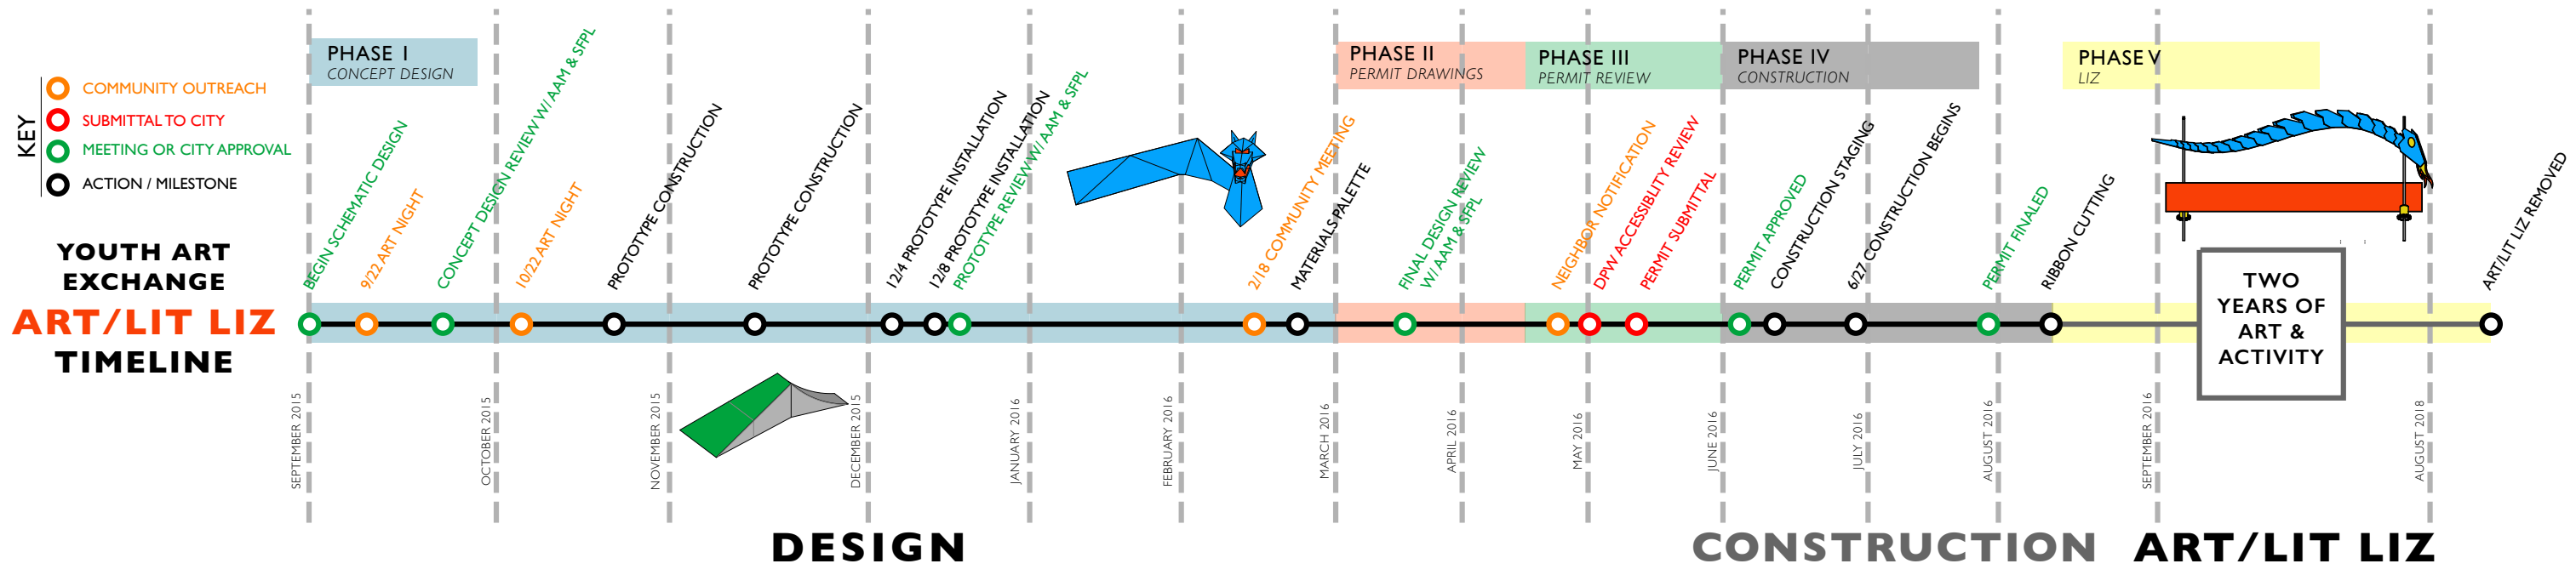 KEY
COMMUNITY OUTREACH
SUBMITTAL TO CITY
MEETING OR CITY APPROVAL
ACTION / MILESTONE
YOUTH ART
EXCHANGE
ART/LIT LIZ
TIMELINE
PHASE I
CONCEPT DESIGN
PHASE II
PERMIT DRAWINGS
PHASE III
PERMIT REVIEW
PHASE IV
CONSTRUCTION
PHASE V
LIZ
BEGIN SCHEMATIC DESIGN
9/22 ART NIGHT
CONCEPT DESIGN REVIEW W/ AAM & SFPL
10/22 ART NIGHT
PROTOTYPE CONSTRUCTION
PROTOTYPE CONSTRUCTION
12/4 PROTOTYPE INSTALLATION
12/8 PROTOTYPE INSTALLATION
PROTOTYPE REVIEW W/ AAM & SFPL
2/18 COMMUNITY MEETING
MATERIALS PALETTE
FINAL DESIGN REVIEW
W/ AAM & SFPL
NEIGHBOR NOTIFICATION
DPW ACCESSIBLITY REVIEW
PERMIT SUBMITTAL
PERMIT APPROVED
CONSTRUCTION STAGING
6/27 CONSTRUCTION BEGINS
PERMIT FINALED
RIBBON CUTTING
ART/LIT LIZ REMOVED
TWO
YEARS OF
ART &
ACTIVITY
SEPTEMBER 2015
OCTOBER 2015
NOVEMBER 2015
DECEMBER 2015
JANUARY 2016
FEBRUARY 2016
MARCH 2016
APRIL 2016
MAY 2016
JUNE 2016
JULY 2016
AUGUST 2016
SEPTEMBER 2016
AUGUST 2018
DESIGN
CONSTRUCTION
ART/LIT LIZ